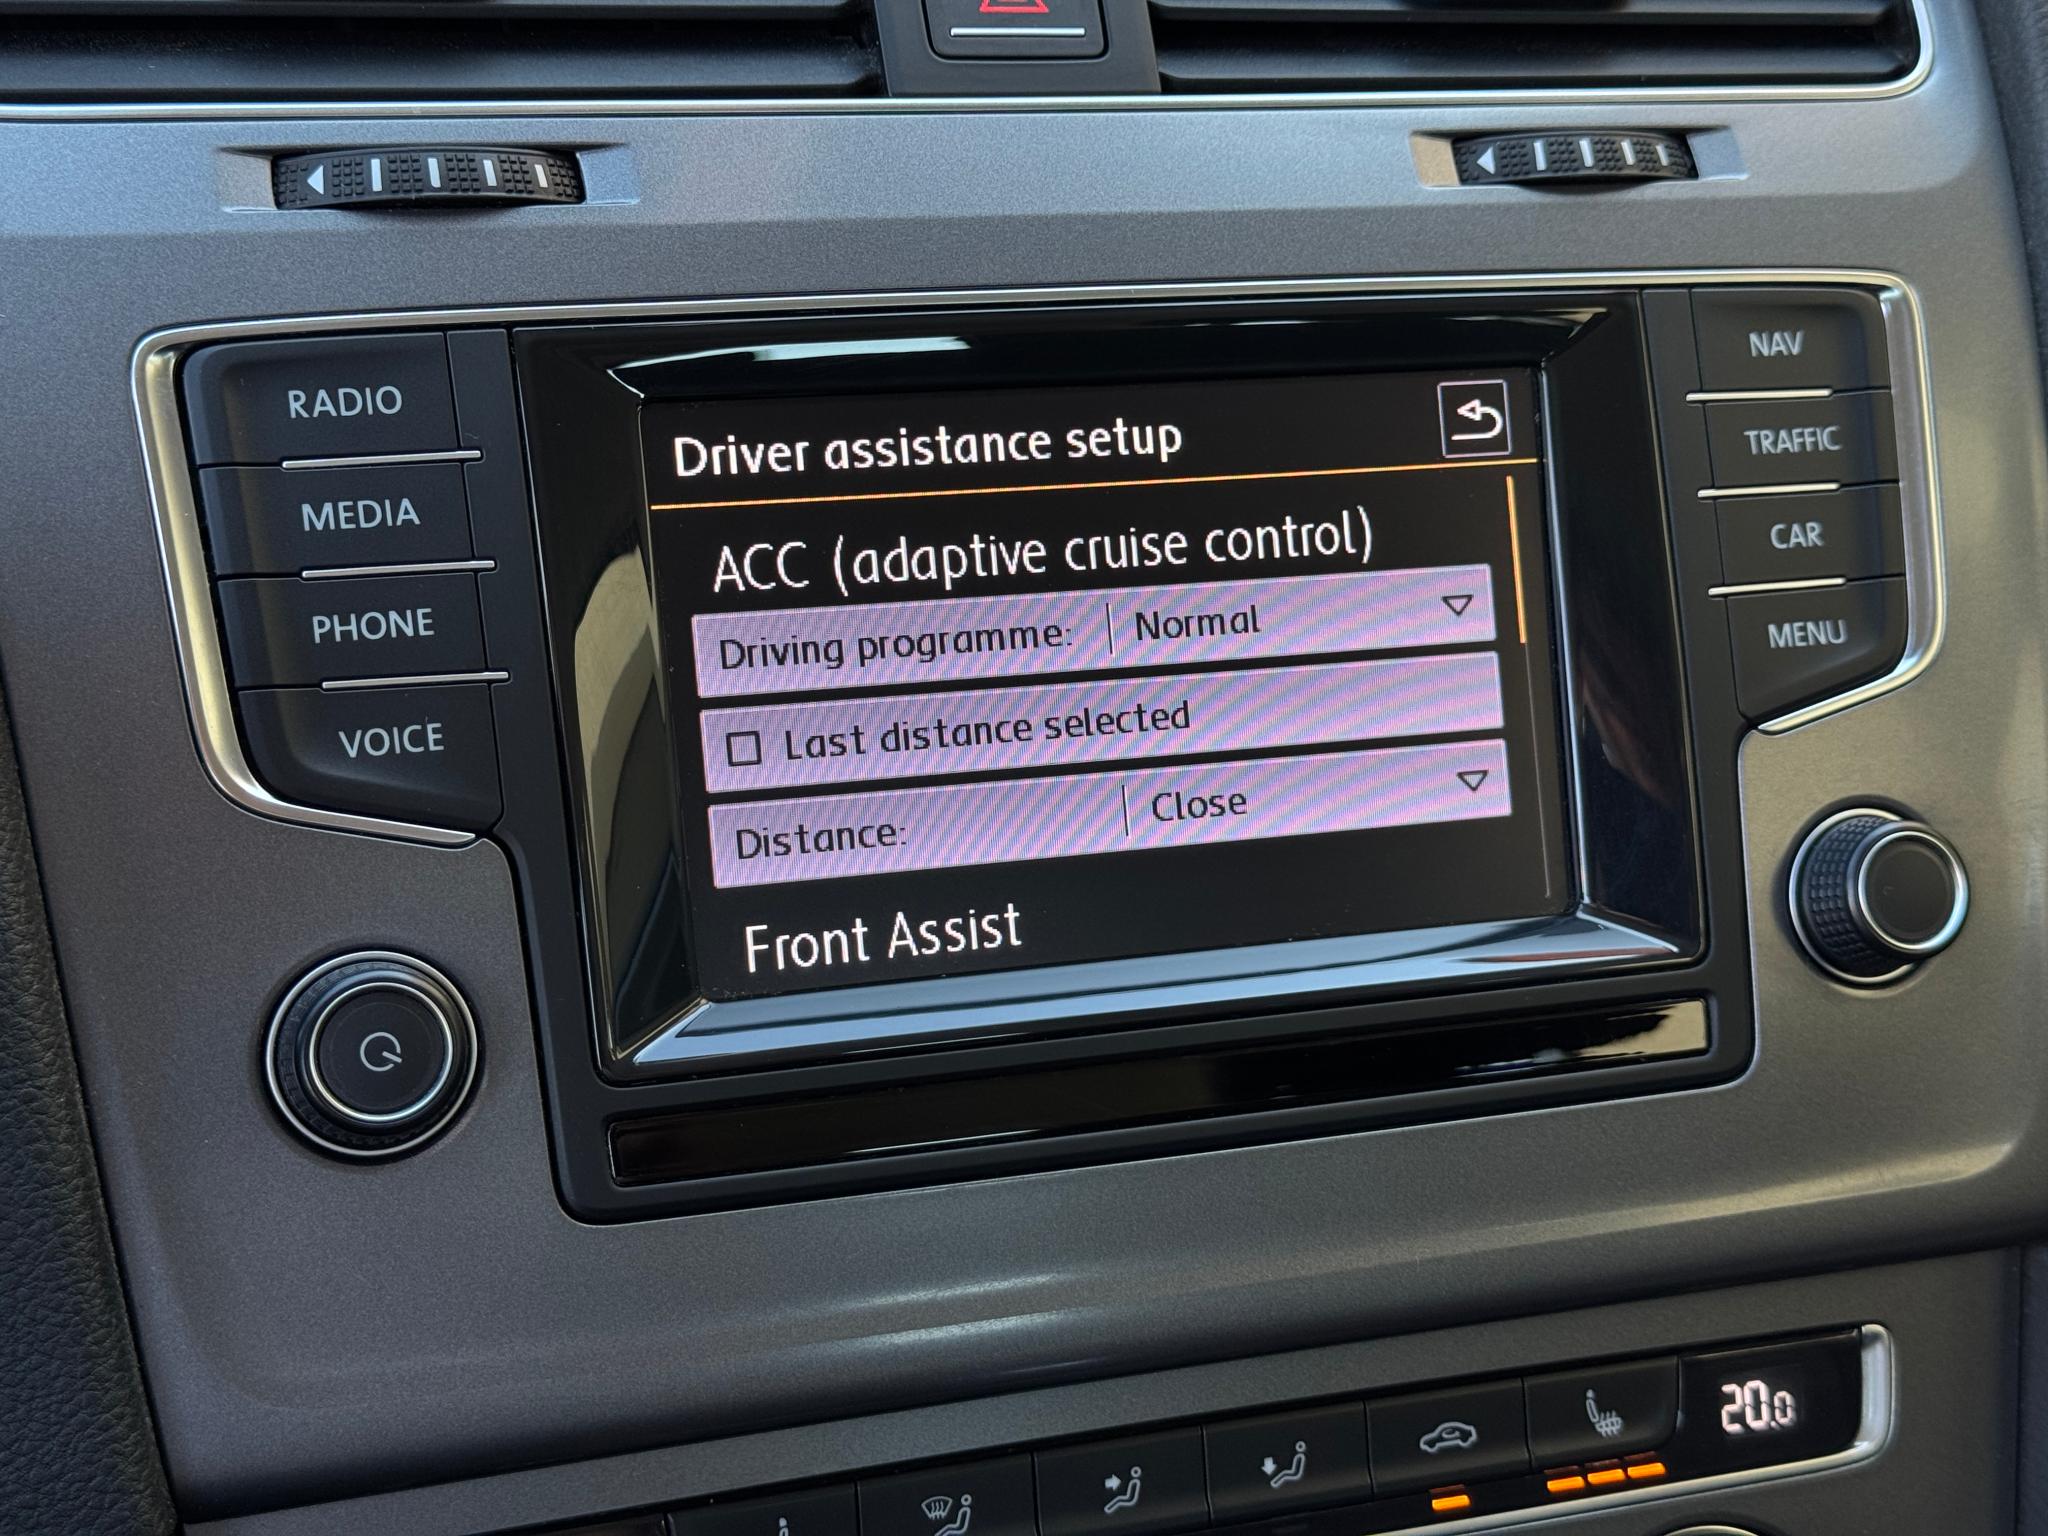 RADIO
MEDIA
PHONE
VOICE
Driver assistance setup
ACC (adaptive cruise control)
Driving programme: Normal
Last distance selected
Distance: Close
Front Assist
NAV
TRAFFIC
CAR
MENU
20.0